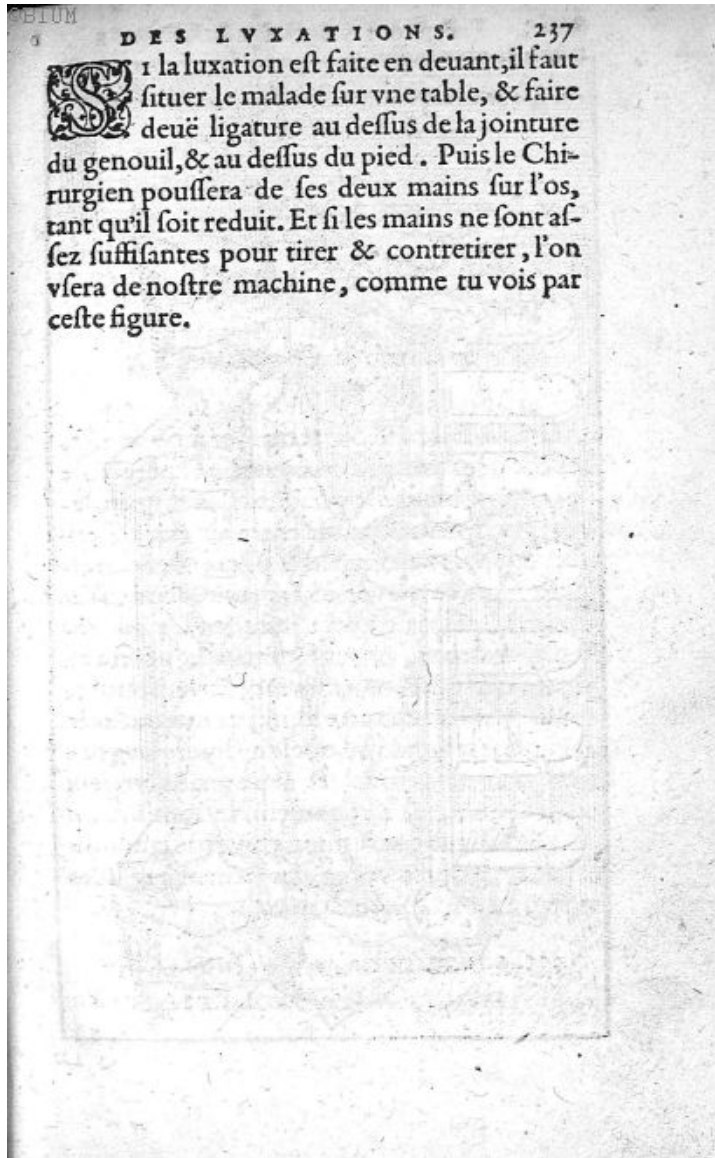 ©BIUM
DES LVXATIONS. 237
SI la luxation eſt faite en deuant,il faut
ſituer le malade ſur vne table, & faire
deuë ligature au deſſus de la jointure
du genouil,& au deſſus du pied. Puis le Chi-
rurgien pouſſera de ſes deux mains ſur l'os,
tant qu'il ſoit reduit. Et ſi les mains ne ſont aſ-
ſez ſuffiſantes pour tirer & contretirer, l'on
vſera de noſtre machine, comme tu vois par
ceſte figure.